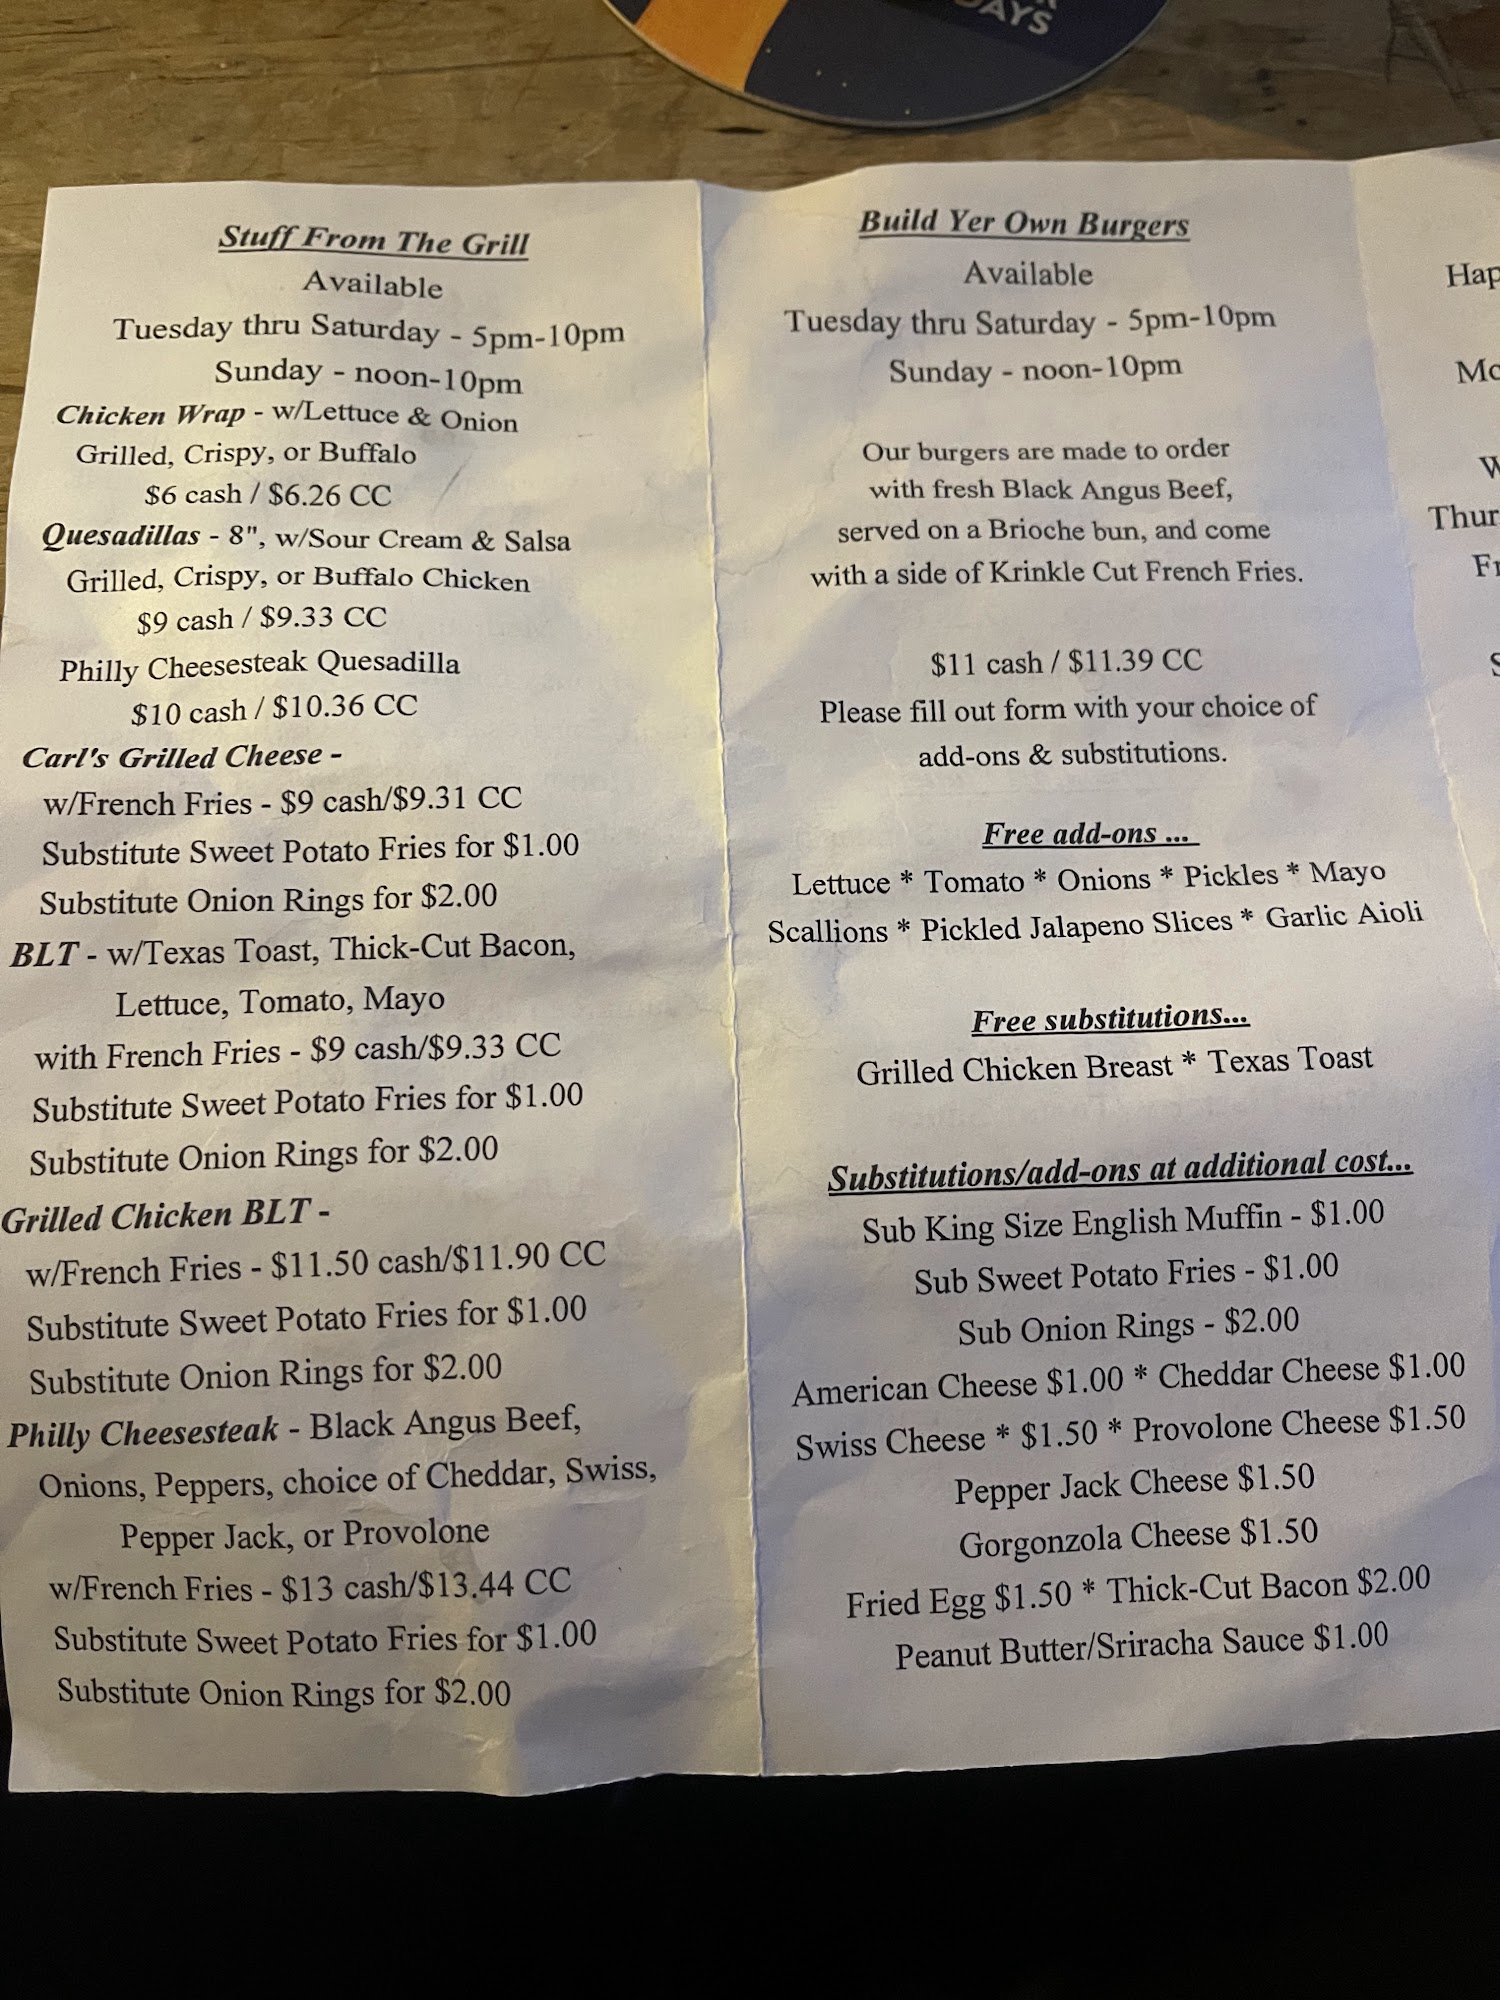 DAYS
Stuff From The Grill
Available
Tuesday thru Saturday - 5pm-10pm
Sunday - noon-10pm
Chicken Wrap - w/Lettuce & Onion
Grilled, Crispy, or Buffalo
$6 cash / $6.26 CC
Quesadillas - 8", w/Sour Cream & Salsa
Grilled, Crispy, or Buffalo Chicken
$9 cash / $9.33 CC
Philly Cheesesteak Quesadilla
$10 cash / $10.36 CC
Carl's Grilled Cheese -
w/French Fries - $9 cash/$9.31 CC
Substitute Sweet Potato Fries for $1.00
Substitute Onion Rings for $2.00
BLT - w/Texas Toast, Thick-Cut Bacon,
Lettuce, Tomato, Mayo
with French Fries - $9 cash/$9.33 CC
Substitute Sweet Potato Fries for $1.00
Substitute Onion Rings for $2.00
Grilled Chicken BLT -
w/French Fries - $11.50 cash/$11.90 CC
Substitute Sweet Potato Fries for $1.00
Substitute Onion Rings for $2.00
Philly Cheesesteak - Black Angus Beef,
Onions, Peppers, choice of Cheddar, Swiss,
Pepper Jack, or Provolone
w/French Fries - $13 cash/$13.44 CC
Substitute Sweet Potato Fries for $1.00
Substitute Onion Rings for $2.00
Build Yer Own Burgers
Available
Tuesday thru Saturday - 5pm-10pm
Sunday - noon-10pm
Our burgers are made to order
with fresh Black Angus Beef,
served on a Brioche bun, and come
with a side of Krinkle Cut French Fries.
$11 cash / $11.39 CC
Please fill out form with your choice of
add-ons & substitutions.
Free add-ons ...
Lettuce * Tomato * Onions * Pickles * Mayo
Scallions * Pickled Jalapeno Slices * Garlic Aioli
Free substitutions...
Grilled Chicken Breast * Texas Toast
Substitutions/add-ons at additional cost...
Sub King Size English Muffin - $1.00
Sub Sweet Potato Fries - $1.00
Sub Onion Rings - $2.00
American Cheese $1.00 * Cheddar Cheese $1.00
Swiss Cheese * $1.50 * Provolone Cheese $1.50
Pepper Jack Cheese $1.50
Gorgonzola Cheese $1.50
Fried Egg $1.50 * Thick-Cut Bacon $2.00
Peanut Butter/Sriracha Sauce $1.00
Hap
Mo
W
Thur
Fr
S